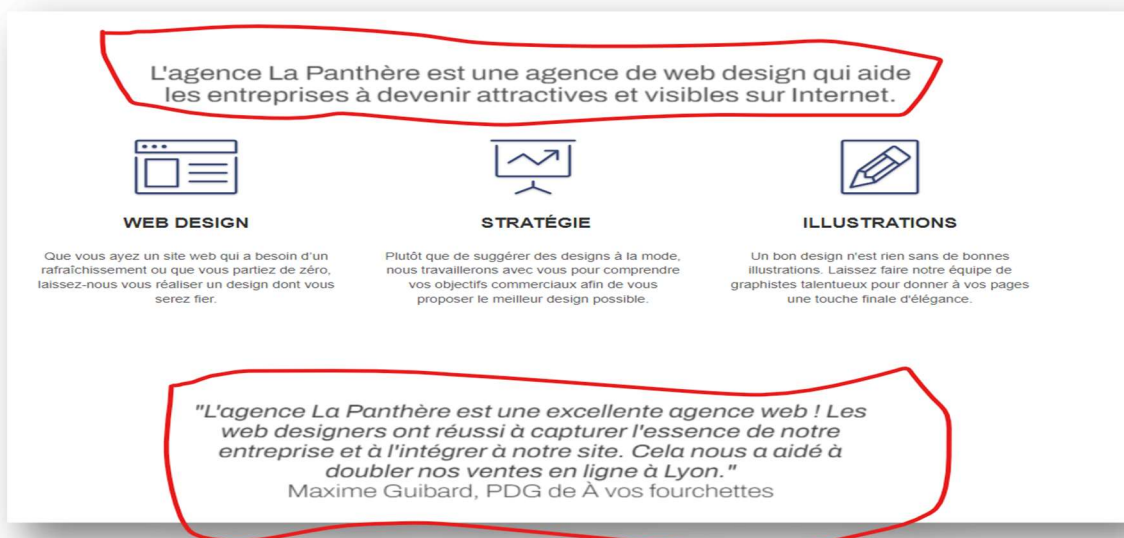 L'agence La Panthère est une agence de web design qui aide
les entreprises à devenir attractives et visibles sur Internet.
WEB DESIGN
Que vous ayez un site web qui a besoin d'un
rafraîchissement ou que vous partiez de zéro,
laissez-nous vous réaliser un design dont vous
serez fier.
STRATÉGIE
Plutôt que de suggérer des designs à la mode,
nous travaillerons avec vous pour comprendre
vos objectifs commerciaux afin de vous
proposer le meilleur design possible.
ILLUSTRATIONS
Un bon design n'est rien sans de bonnes
illustrations. Laissez faire notre équipe de
graphistes talentueux pour donner à vos pages
une touche finale d'élégance.
"L'agence La Panthère est une excellente agence web ! Les
web designers ont réussi à capturer l'essence de notre
entreprise et à l'intégrer à notre site. Cela nous a aidé à
doubler nos ventes en ligne à Lyon."
Maxime Guibard, PDG de À vos fourchettes